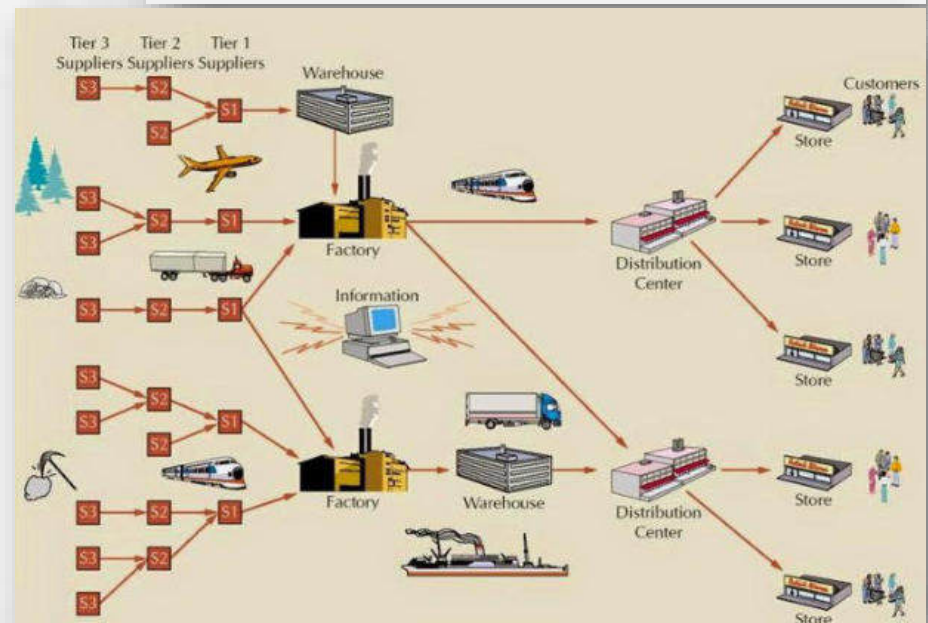 Tier 3 Tier 2 Tier 1
Suppliers Suppliers Suppliers
Warehouse
Customers
S3
S2
S1
S2
Store
S3
S2
S1
S3
Factory
Distribution
Center
Store
Information
S3
S2
S1
Store
S3
S2
S3
S1
S2
Factory
Warehouse
Distribution
Center
Store
S3
S2
S1
S3
S2
S3
Store